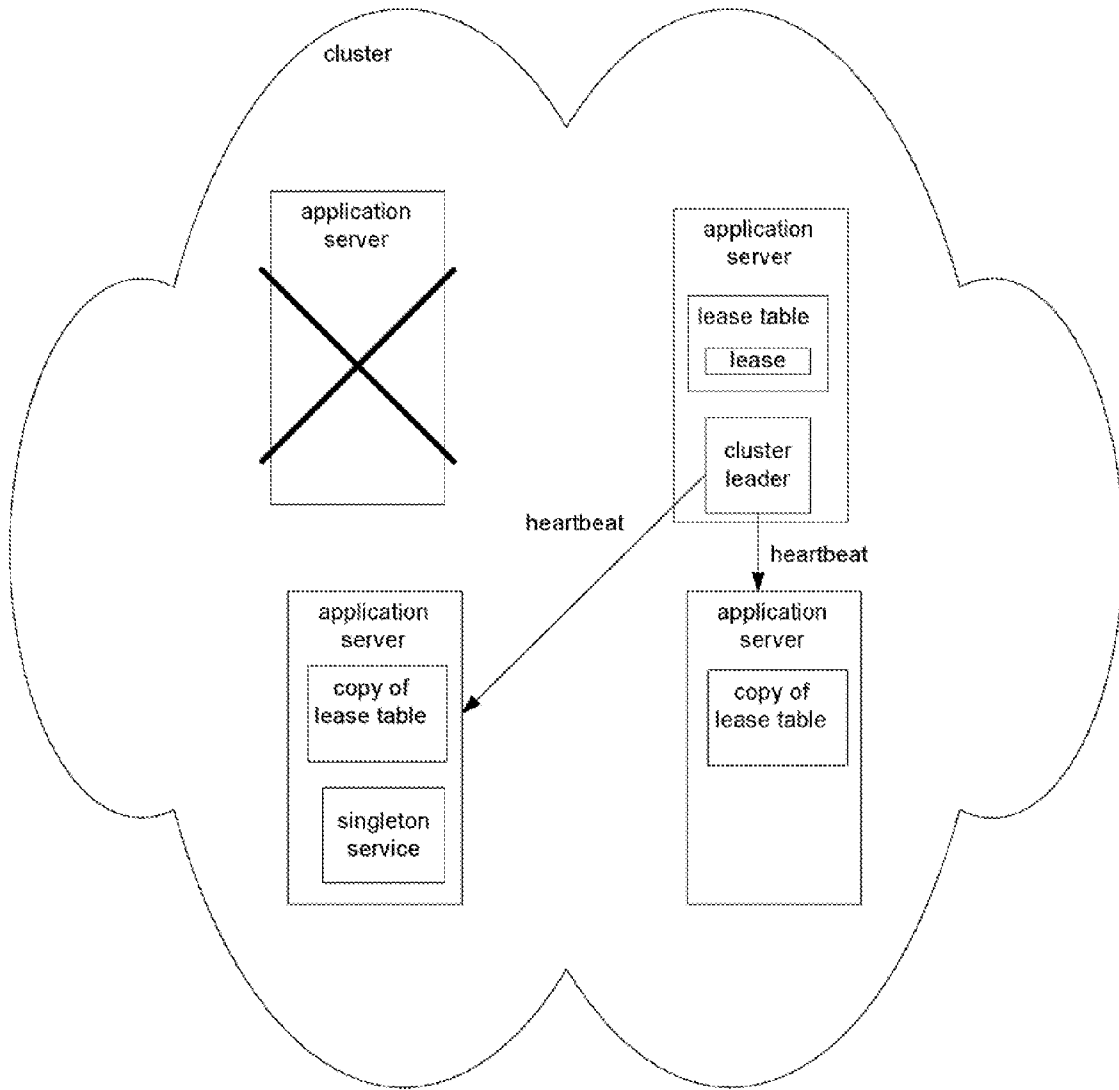 cluster
application
server
application
server
lease table
lease
cluster
leader
heartbeat
heartbeat
application
server
copy of
lease table
singleton
service
application
server
copy of
lease table